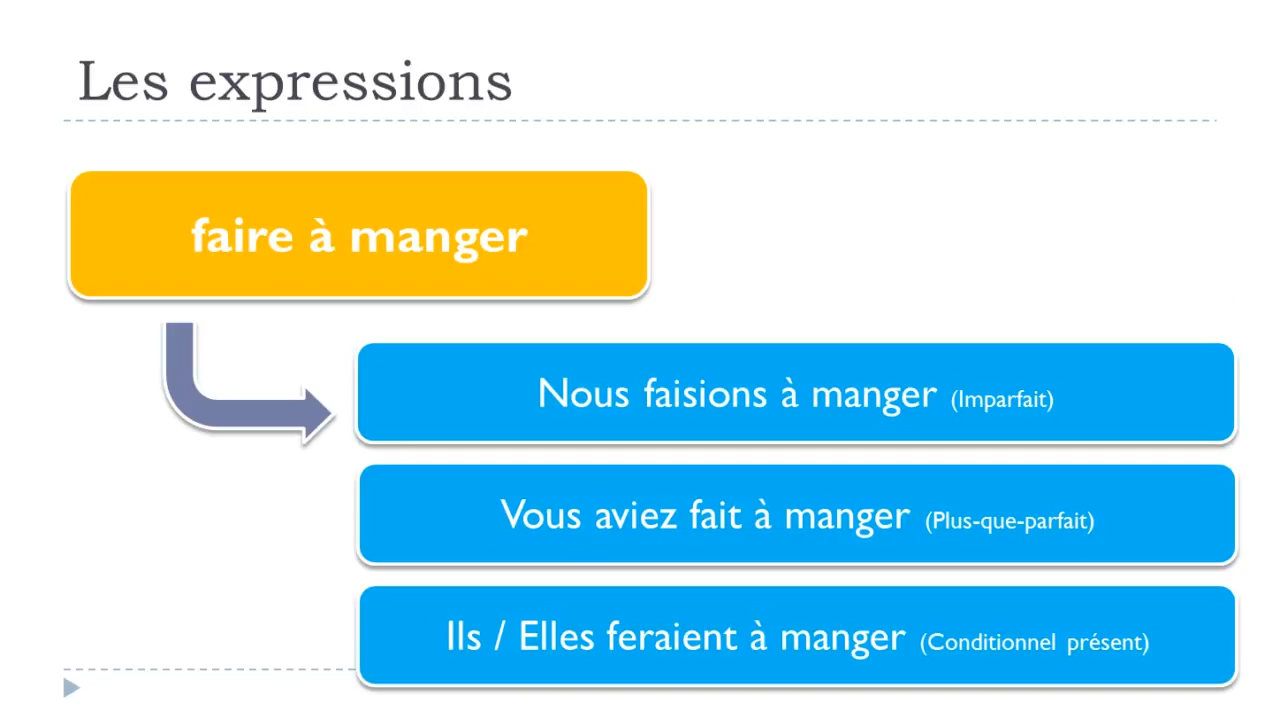 Les expressions
faire à manger
Nous faisions à manger (Imparfait)
Vous aviez fait à manger (Plus-que-parfait)
Ils / Elles feraient à manger (Conditionnel présent)